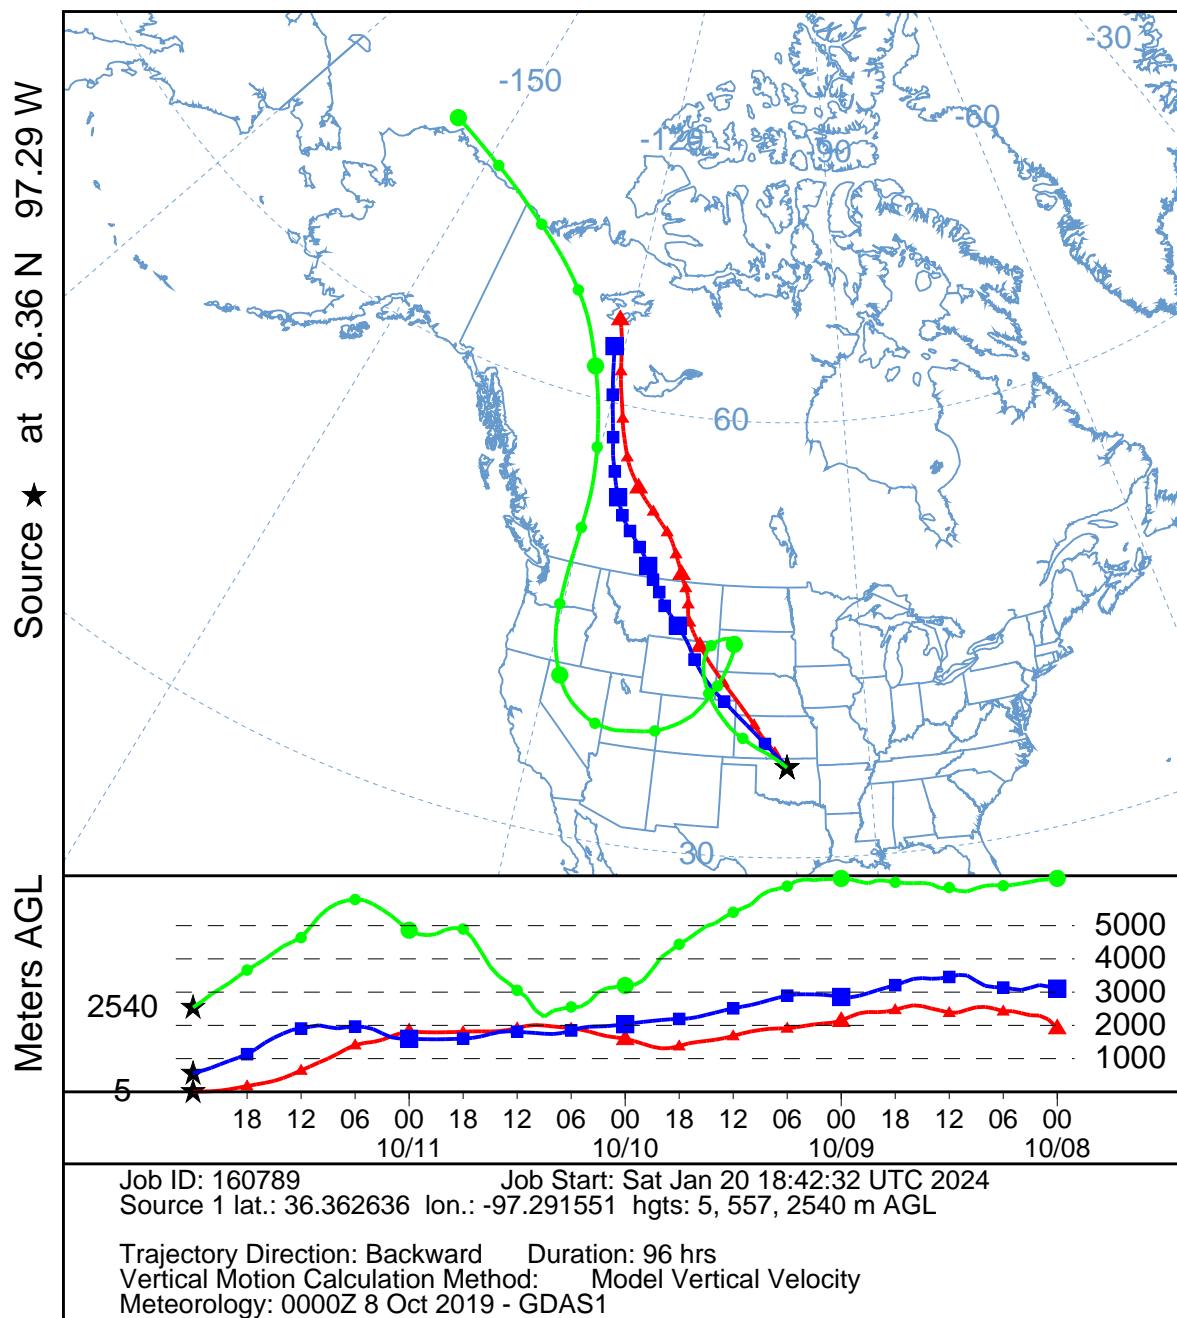 Source ★ at 36.36 N 97.29 W
-150
-120
-90
-60
-30
60
30
Meters AGL
2540
5
5000
4000
3000
2000
1000
18 12 06 00 18 12 06 00 18 12 06 00 18 12 06 00
10/11 10/10 10/09 10/08
Job ID: 160789 Job Start: Sat Jan 20 18:42:32 UTC 2024
Source 1 lat.: 36.362636 lon.: -97.291551 hgts: 5, 557, 2540 m AGL
Trajectory Direction: Backward Duration: 96 hrs
Vertical Motion Calculation Method: Model Vertical Velocity
Meteorology: 0000Z 8 Oct 2019 - GDAS1